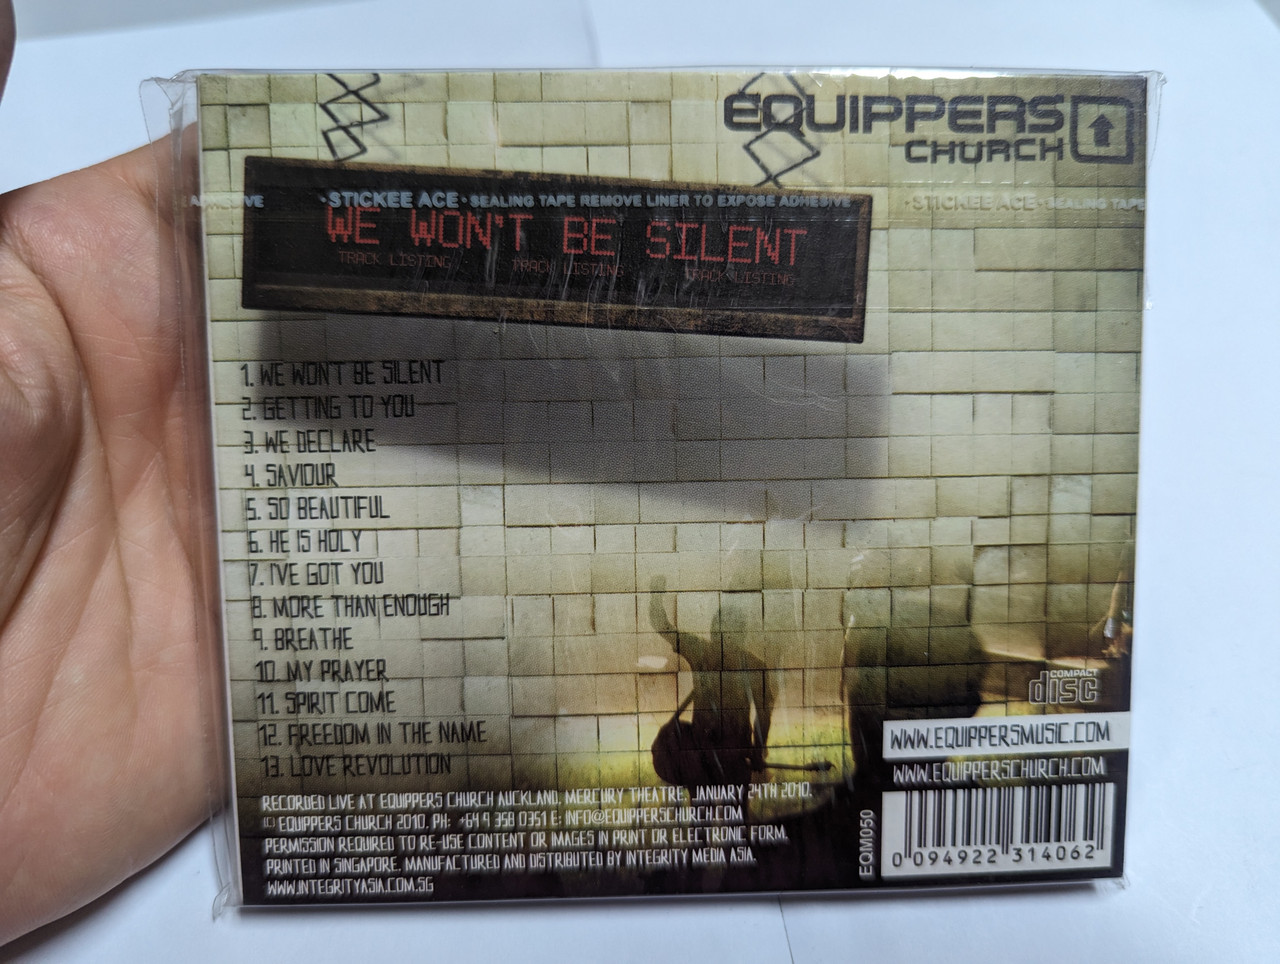 EQUIPPERS
CHURCH
ADHESIVE · STICKEE ACE · SEALING TAPE REMOVE LINER TO EXPOSE ADHESIVE · STICKEE ACE · SEALING TAPE
WE WON'T BE SILENT
TRACK LISTING TRACK LISTING TRACK LISTING
1. WE WON'T BE SILENT
2. GETTING TO YOU
3. WE DECLARE
4. SAVIOUR
5. SO BEAUTIFUL
6. HE IS HOLY
7. I'VE GOT YOU
8. MORE THAN ENOUGH
9. BREATHE
10. MY PRAYER
11. SPIRIT COME
12. FREEDOM IN THE NAME
13. LOVE REVOLUTION
COMPACT
disc
WWW.EQUIPPERSMUSIC.COM
WWW.EQUIPPERSCHURCH.COM
RECORDED LIVE AT EQUIPPERS CHURCH AUCKLAND, MERCURY THEATRE, JANUARY 24TH 2010.
(C) EQUIPPERS CHURCH 2010. PH: +64 9 358 0351 E: INFO@EQUIPPERSCHURCH.COM
PERMISSION REQUIRED TO RE-USE CONTENT OR IMAGES IN PRINT OR ELECTRONIC FORM.
PRINTED IN SINGAPORE. MANUFACTURED AND DISTRIBUTED BY INTEGRITY MEDIA ASIA.
WWW.INTEGRITYASIA.COM.SG
EQM050
0 094922 314062